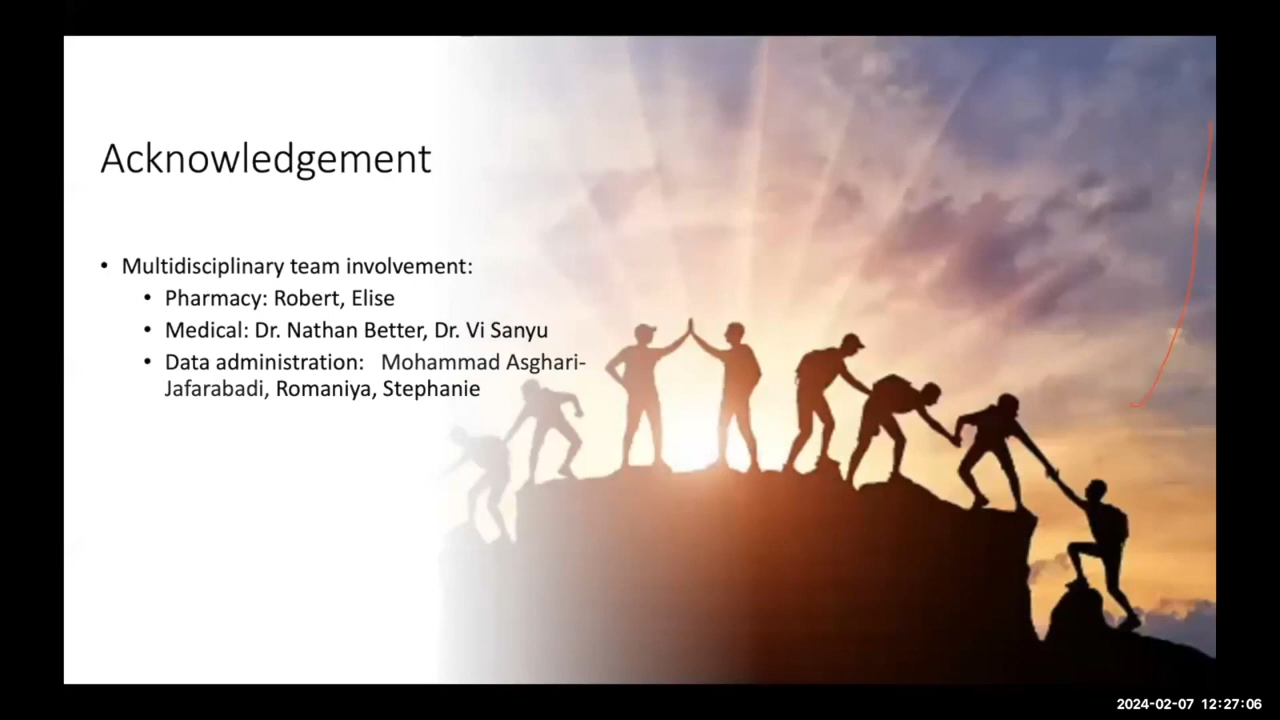 Acknowledgement
• Multidisciplinary team involvement:
• Pharmacy: Robert, Elise
• Medical: Dr. Nathan Better, Dr. Vi Sanyu
• Data administration: Mohammad Asghari-
Jafarabadi, Romaniya, Stephanie
2024-02-07 12:27:06